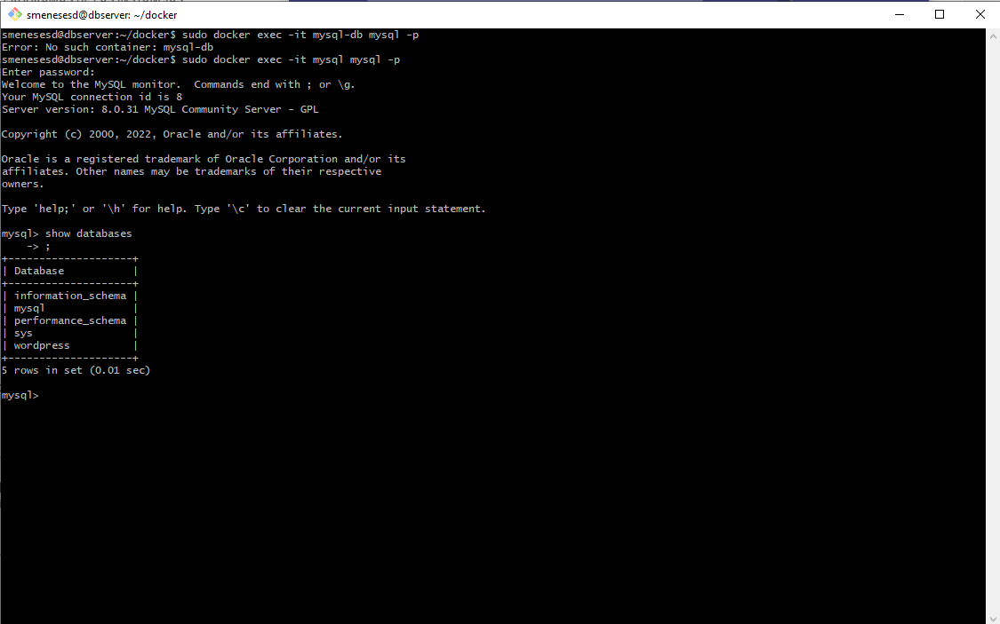 smenesesd@dbserver: ~/docker
smenesesd@dbserver:~/docker$ sudo docker exec -it mysql-db mysql -p
Error: No such container: mysql-db
smenesesd@dbserver:~/docker$ sudo docker exec -it mysql mysql -p
Enter password:
Welcome to the MySQL monitor.  Commands end with ; or \g.
Your MySQL connection id is 8
Server version: 8.0.31 MySQL Community Server - GPL

Copyright (c) 2000, 2022, Oracle and/or its affiliates.

Oracle is a registered trademark of Oracle Corporation and/or its
affiliates. Other names may be trademarks of their respective
owners.

Type 'help;' or '\h' for help. Type '\c' to clear the current input statement.

mysql> show databases
    -> ;
+--------------------+
| Database           |
+--------------------+
| information_schema |
| mysql              |
| performance_schema |
| sys                |
| wordpress          |
+--------------------+
5 rows in set (0.01 sec)

mysql>